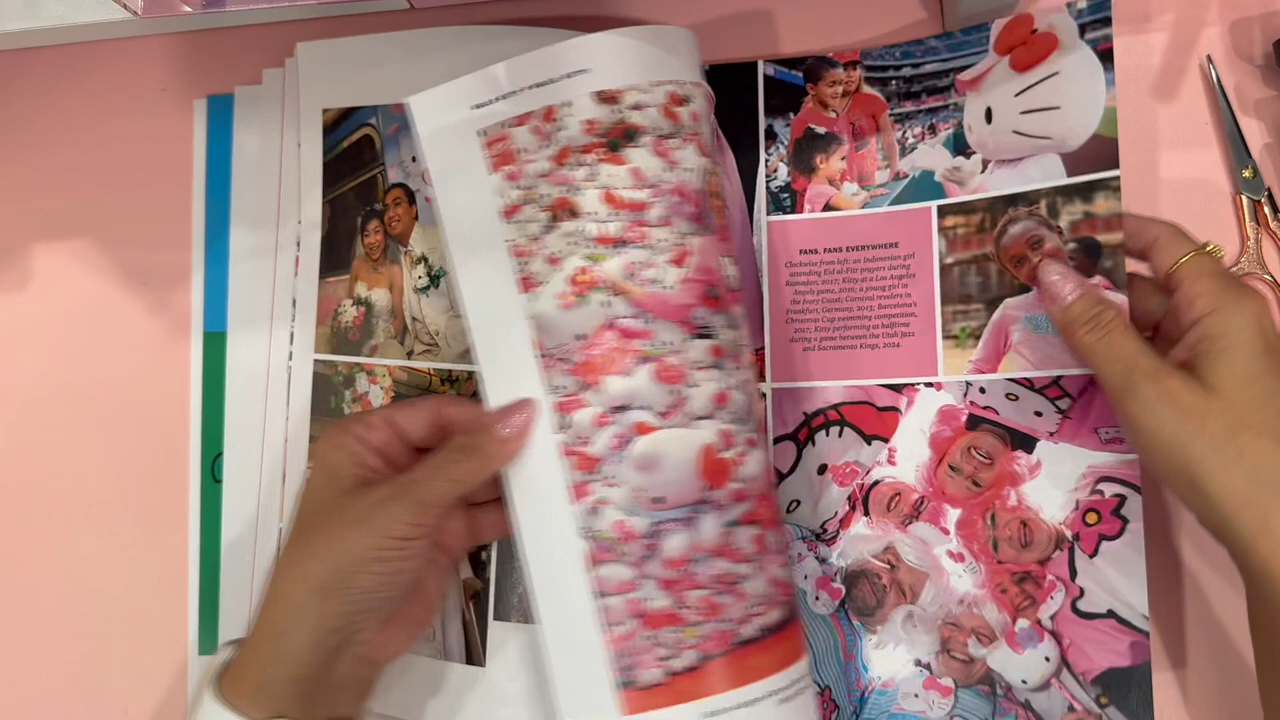 FANS, FANS EVERYWHERE
Clockwise from left: an Indonesian girl
attending Eid al-Fitr prayers during
Ramadan, 2017; Kitty at a Los Angeles
Angels game, 2016; a young girl in
the Ivory Coast; Carnival revelers in
Frankfurt, Germany, 2013; Barcelona's
Christmas Cup swimming competition,
2017; Kitty performing at halftime
during a game between the Utah Jazz
and Sacramento Kings, 2024.